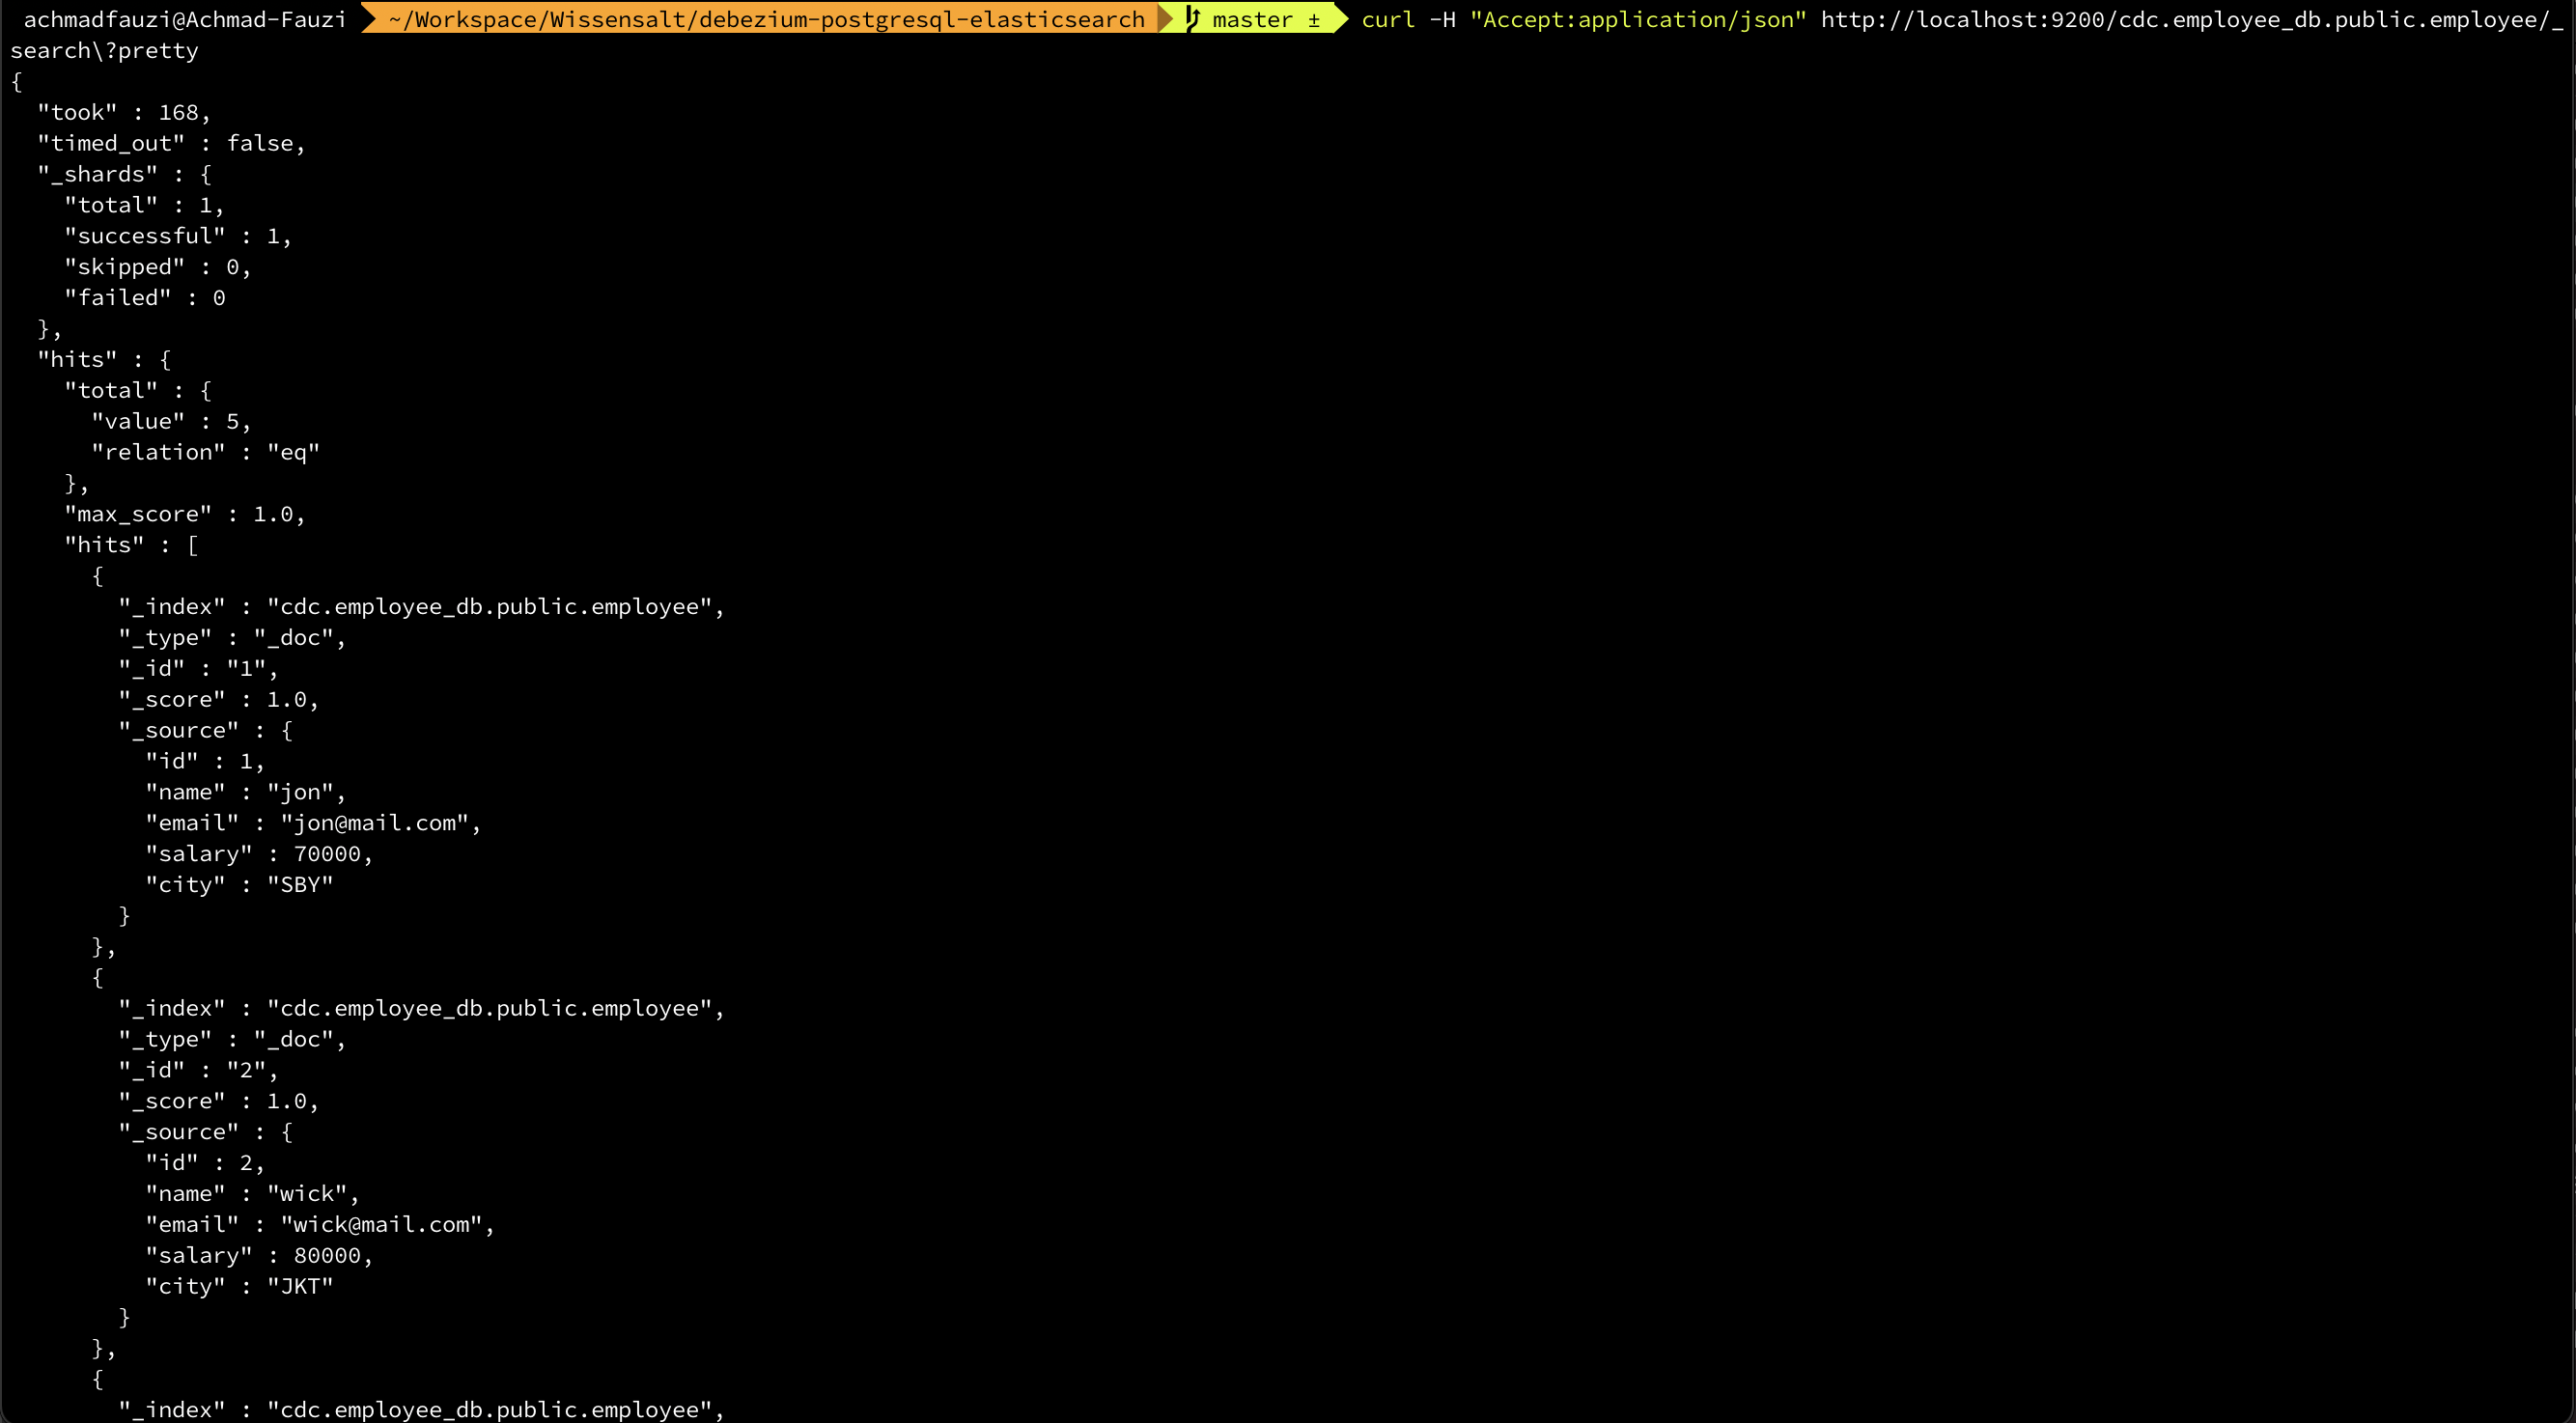 achmadfauzi@Achmad-Fauzi ~/Workspace/Wissensalt/debezium-postgresql-elasticsearch master ± curl -H "Accept:application/json" http://localhost:9200/cdc.employee_db.public.employee/_
search\?pretty
{
  "took" : 168,
  "timed_out" : false,
  "_shards" : {
    "total" : 1,
    "successful" : 1,
    "skipped" : 0,
    "failed" : 0
  },
  "hits" : {
    "total" : {
      "value" : 5,
      "relation" : "eq"
    },
    "max_score" : 1.0,
    "hits" : [
      {
        "_index" : "cdc.employee_db.public.employee",
        "_type" : "_doc",
        "_id" : "1",
        "_score" : 1.0,
        "_source" : {
          "id" : 1,
          "name" : "jon",
          "email" : "jon@mail.com",
          "salary" : 70000,
          "city" : "SBY"
        }
      },
      {
        "_index" : "cdc.employee_db.public.employee",
        "_type" : "_doc",
        "_id" : "2",
        "_score" : 1.0,
        "_source" : {
          "id" : 2,
          "name" : "wick",
          "email" : "wick@mail.com",
          "salary" : 80000,
          "city" : "JKT"
        }
      },
      {
        "_index" : "cdc.employee_db.public.employee",